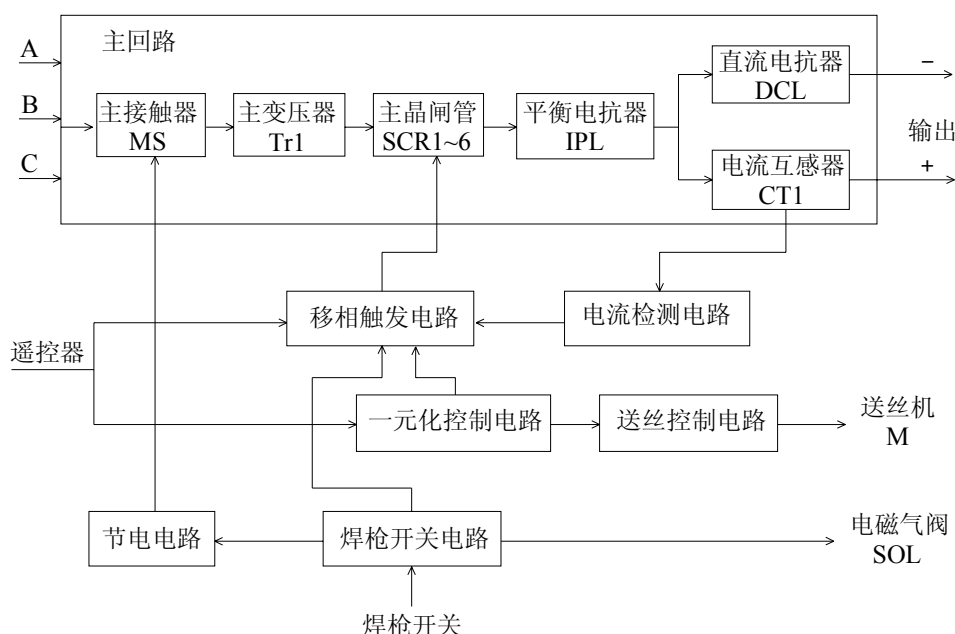 主回路
A
B
C
主接触器
MS
主变压器
Tr1
主晶闸管
SCR1~6
平衡电抗器
IPL
直流电抗器
DCL
电流互感器
CT1
−
输出
+
移相触发电路
电流检测电路
遥控器
一元化控制电路
送丝控制电路
送丝机
M
节电电路
焊枪开关电路
电磁气阀
SOL
焊枪开关